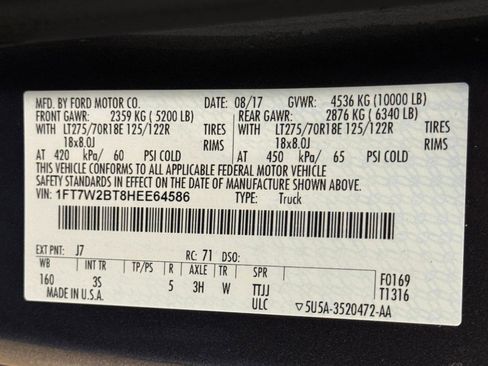 MFD. BY FORD MOTOR CO. DATE: 08/17 GVWR: 4536 KG (10000 LB)
FRONT GAWR: 2359 KG ( 5200 LB) REAR GAWR: 2876 KG ( 6340 LB)
WITH LT275/70R18E 125/122R TIRES WITH LT275/70R18E 125/122R TIRES
18x8.0J RIMS 18x8.0J RIMS
AT 420 kPa/ 60 PSI COLD AT 450 kPa/ 65 PSI COLD
THIS VEHICLE CONFORMS TO ALL APPLICABLE FEDERAL MOTOR VEHICLE
SAFETY STANDARDS IN EFFECT ON THE DATE OF MANUFACTURE SHOWN ABOVE.
VIN: 1FT7W2BT8HEE64586 TYPE: Truck
EXT PNT: J7 RC: 71 DSO:
WB INT TR TP/PS R AXLE TR SPR F0169
160 3S 5 3H W TTJJ T1316
MADE IN U.S.A. ULC ▽5U5A-3520472-AA